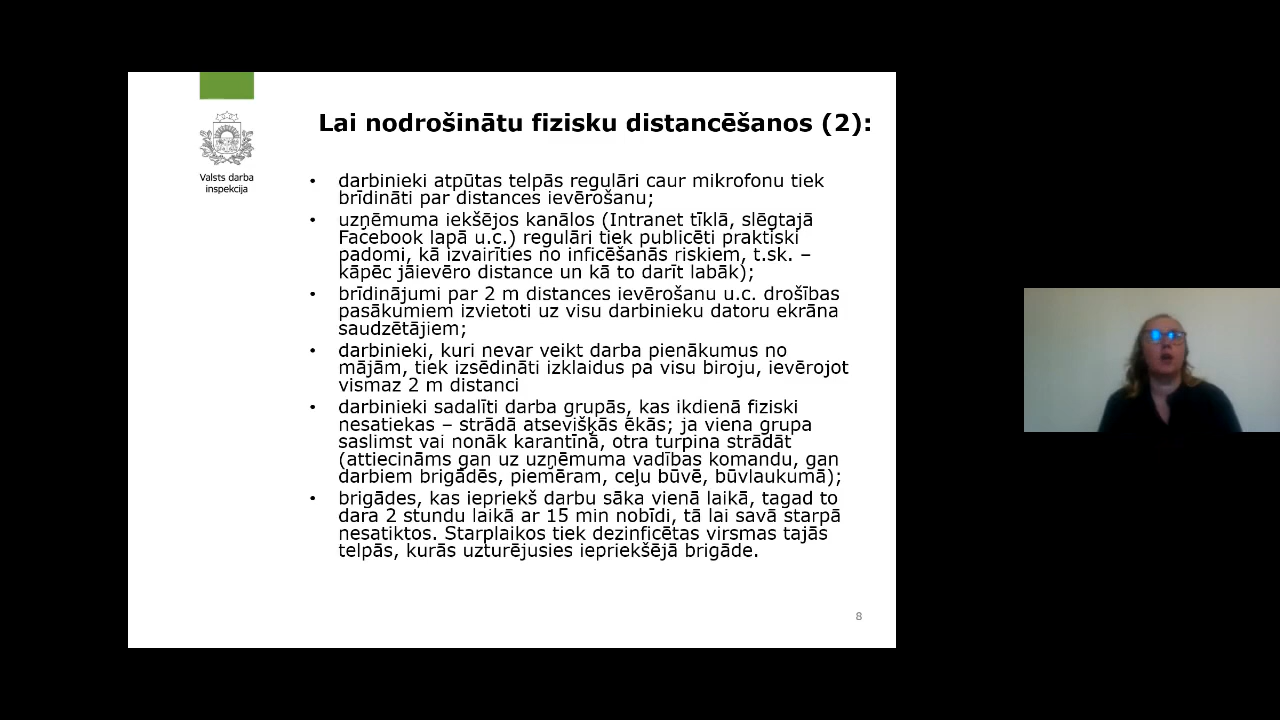 Lai nodrošinātu fizisku distancēšanos (2):
Valsts darba
inspekcija
• darbinieki atpūtas telpās regulāri caur mikrofonu tiek
brīdināti par distances ievērošanu;
• uzņēmuma iekšējos kanālos (Intranet tīklā, slēgtajā
Facebook lapā u.c.) regulāri tiek publicēti praktiski
padomi, kā izvairīties no inficēšanās riskiem, t.sk. –
kāpēc jāievēro distance un kā to darīt labāk);
• brīdinājumi par 2 m distances ievērošanu u.c. drošības
pasākumiem izvietoti uz visu darbinieku datoru ekrāna
saudzētājiem;
• darbinieki, kuri nevar veikt darba pienākumus no
mājām, tiek izsēdināti izklaidus pa visu biroju, ievērojot
vismaz 2 m distanci
• darbinieki sadalīti darba grupās, kas ikdienā fiziski
nesatiekas – strādā atsevišķās ēkās; ja viena grupa
saslimst vai nonāk karantīnā, otra turpina strādāt
(attiecināms gan uz uzņēmuma vadības komandu, gan
darbiem brigādēs, piemēram, ceļu būvē, būvlaukumā);
• brigādes, kas iepriekš darbu sāka vienā laikā, tagad to
dara 2 stundu laikā ar 15 min nobīdi, tā lai savā starpā
nesatiktos. Starplaikos tiek dezinficētas virsmas tajās
telpās, kurās uzturējusies iepriekšējā brigāde.
8